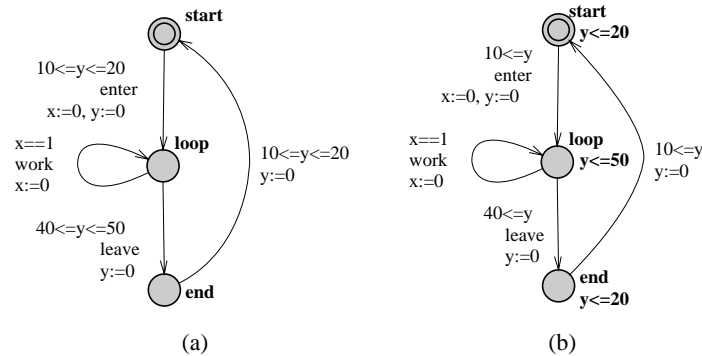 start
10<=y<=20
enter
x:=0, y:=0
loop
x==1
work
x:=0
10<=y<=20
y:=0
40<=y<=50
leave
y:=0
end
(a)
start
y<=20
10<=y
enter
x:=0, y:=0
loop
y<=50
x==1
work
x:=0
10<=y
y:=0
40<=y
leave
y:=0
end
y<=20
(b)